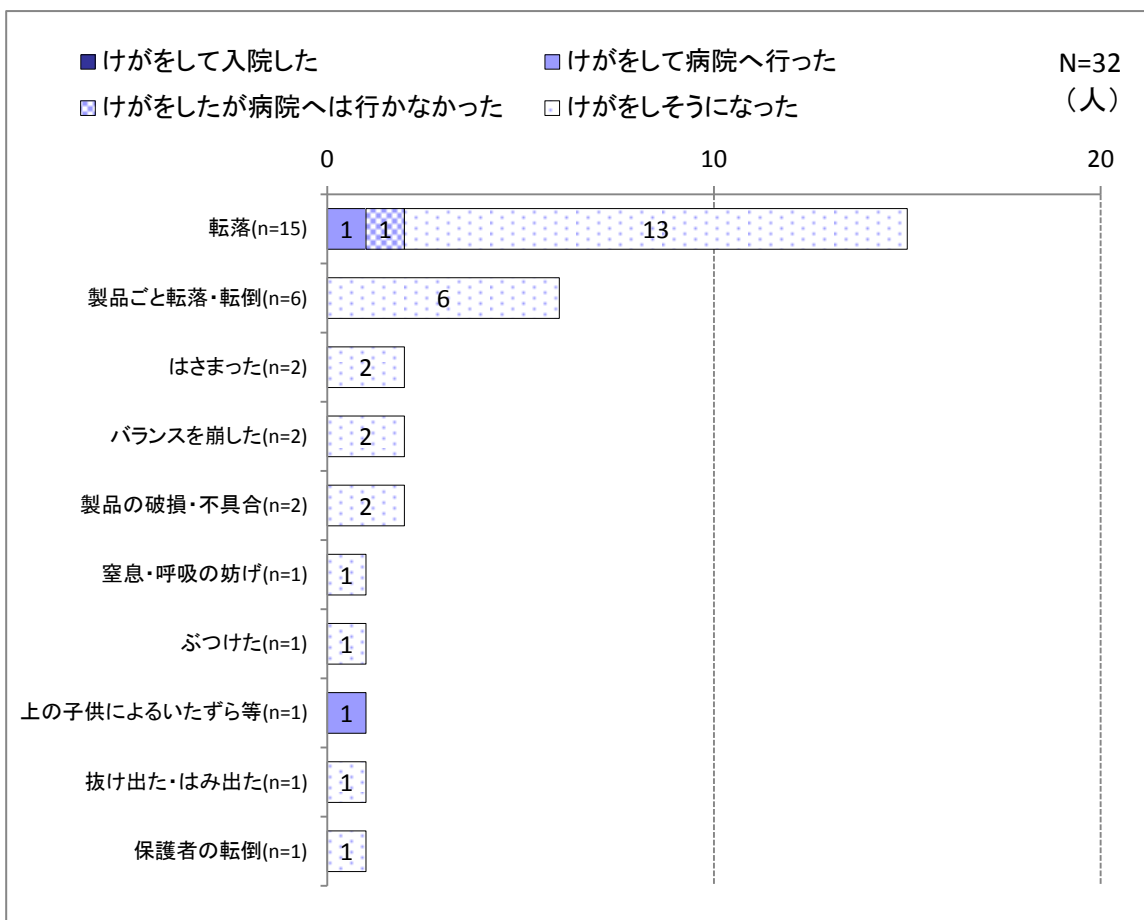 けがをして入院した けがをして病院へ行った N=32
けがをしたが病院へは行かなかった けがをしそうになった （人）
0 10 20
転落(n=15) 1 1 13
製品ごと転落・転倒(n=6) 6
はさまった(n=2) 2
バランスを崩した(n=2) 2
製品の破損・不具合(n=2) 2
窒息・呼吸の妨げ(n=1) 1
ぶつけた(n=1) 1
上の子供によるいたずら等(n=1) 1
抜け出た・はみ出た(n=1) 1
保護者の転倒(n=1) 1